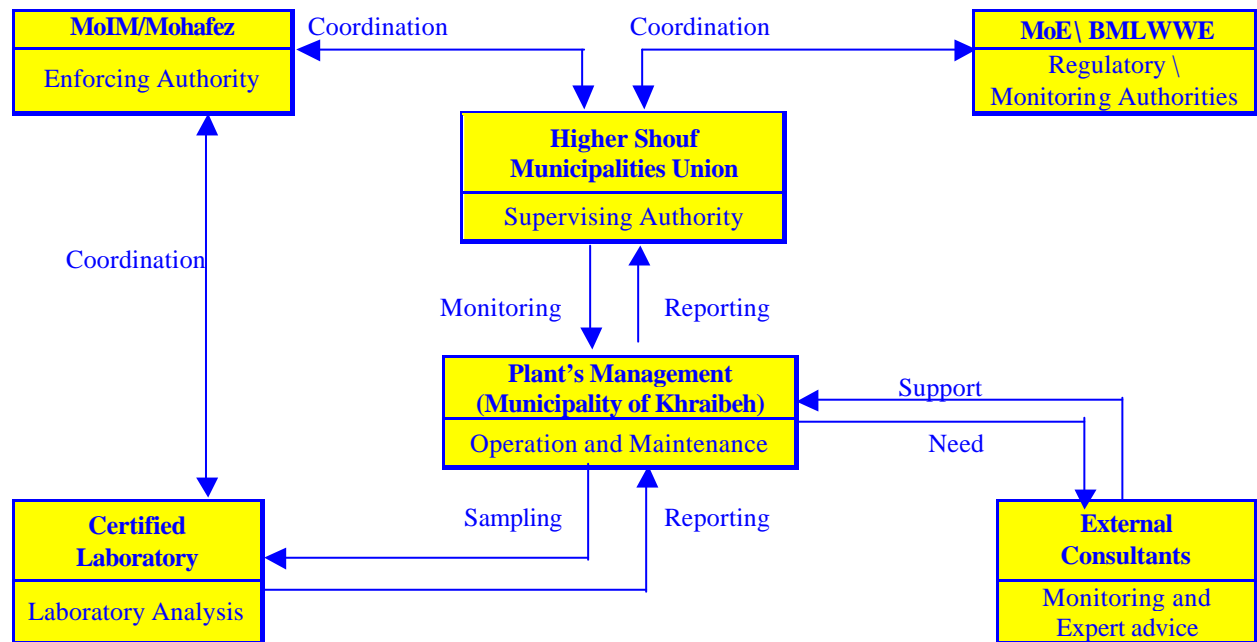 MoIM/Mohafez
Enforcing Authority
Coordination
Coordination
MoE\ BMLWWE
Regulatory \
Monitoring Authorities
Higher Shouf
Municipalities Union
Supervising Authority
Coordination
Monitoring
Reporting
Plant’s Management
(Municipality of Khraibeh)
Operation and Maintenance
Support
Need
Certified
Laboratory
Laboratory Analysis
Sampling
Reporting
External
Consultants
Monitoring and
Expert advice